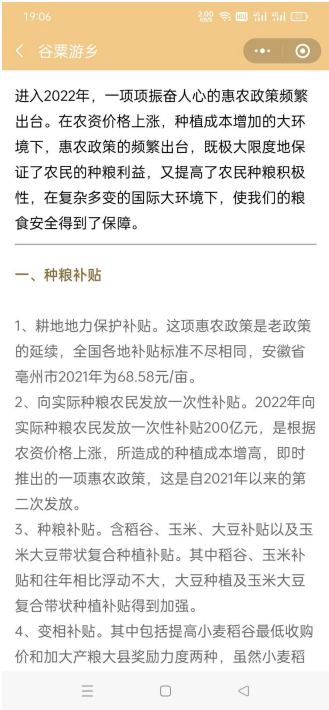 19:06
2.00 KB/S HD
谷粟游乡
进入2022年，一项项振奋人心的惠农政策频繁
出台。在农资价格上涨，种植成本增加的大环
境下，惠农政策的频繁出台，既极大限度地保
证了农民的种粮利益，又提高了农民种粮积极
性，在复杂多变的国际大环境下，使我们的粮
食安全得到了保障。
一、种粮补贴
1、耕地地力保护补贴。这项惠农政策是老政策
的延续，全国各地补贴标准不尽相同，安徽省
亳州市2021年为68.58元/亩。
2、向实际种粮农民发放一次性补贴。2022年向
实际种粮农民发放一次性补贴200亿元，是根据
农资价格上涨，所造成的种植成本增高，即时
推出的一项惠农政策，这是自2021年以来的第
二次发放。
3、种粮补贴。含稻谷、玉米、大豆补贴以及玉
米大豆带状复合种植补贴。其中稻谷、玉米补
贴和往年相比浮动不大，大豆种植及玉米大豆
复合带状种植补贴得到加强。
4、变相补贴。其中包括提高小麦稻谷最低收购
价和加大产粮大县奖励力度两种，虽然小麦稻